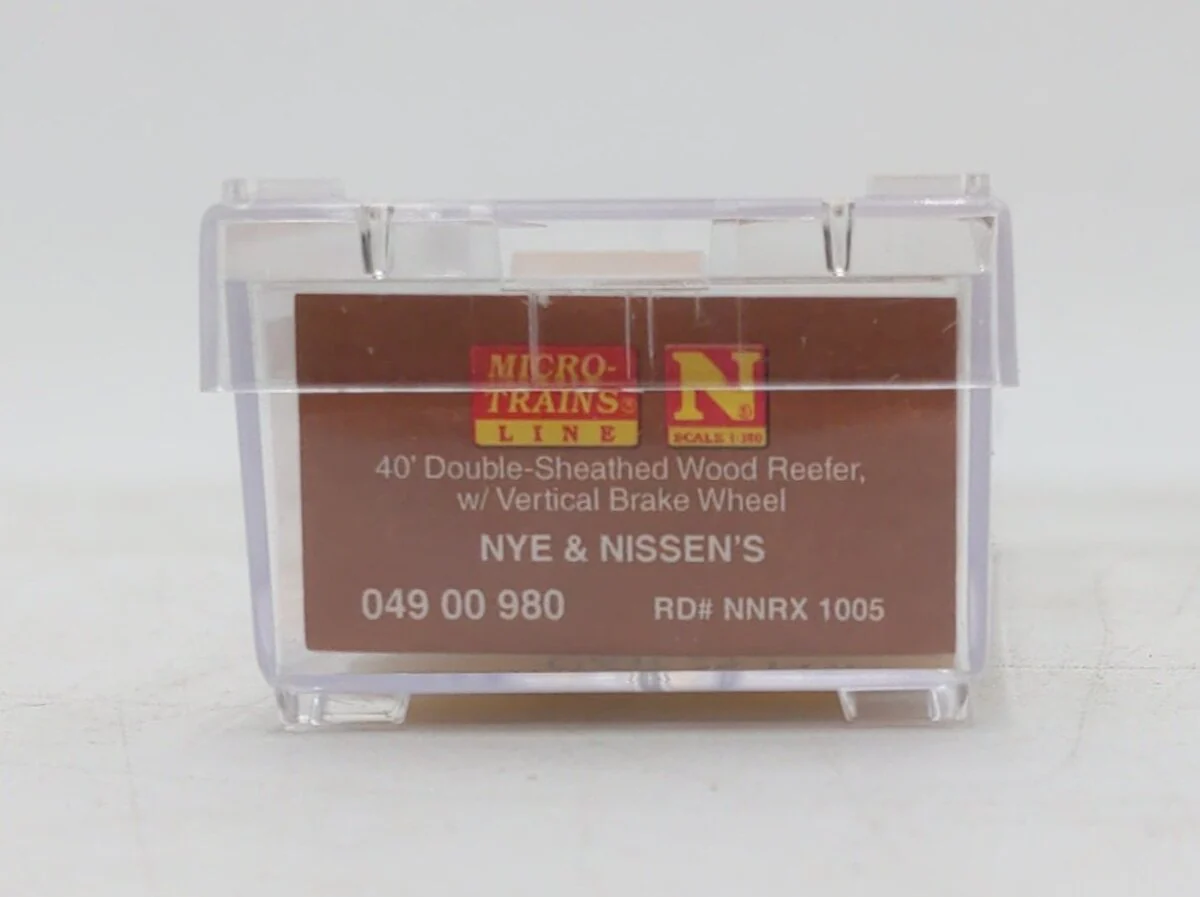 MICRO-
TRAINS®
LINE
N®
SCALE 1:160
40' Double-Sheathed Wood Reefer,
w/ Vertical Brake Wheel
NYE & NISSEN'S
049 00 980
RD# NNRX 1005